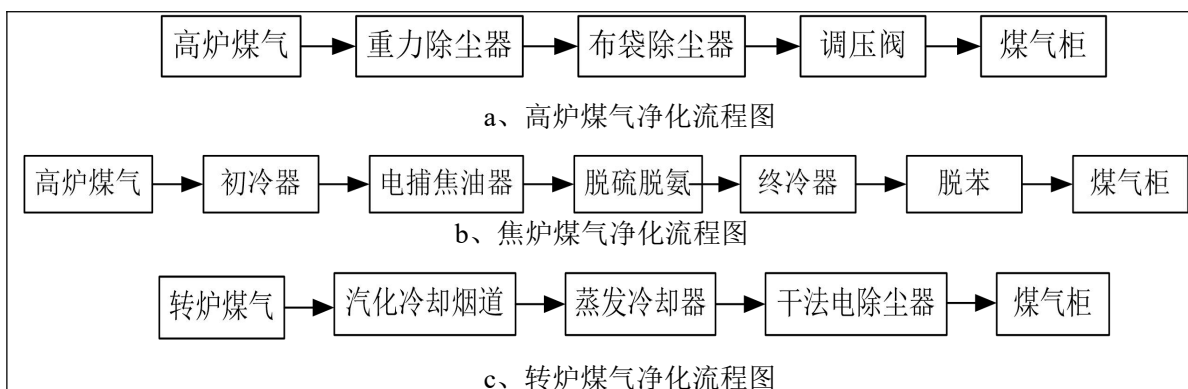 高炉煤气 重力除尘器 布袋除尘器 调压阀 煤气柜
a、高炉煤气净化流程图
高炉煤气 初冷器 电捕焦油器 脱硫脱氨 终冷器 脱苯 煤气柜
b、焦炉煤气净化流程图
转炉煤气 汽化冷却烟道 蒸发冷却器 干法电除尘器 煤气柜
c、转炉煤气净化流程图